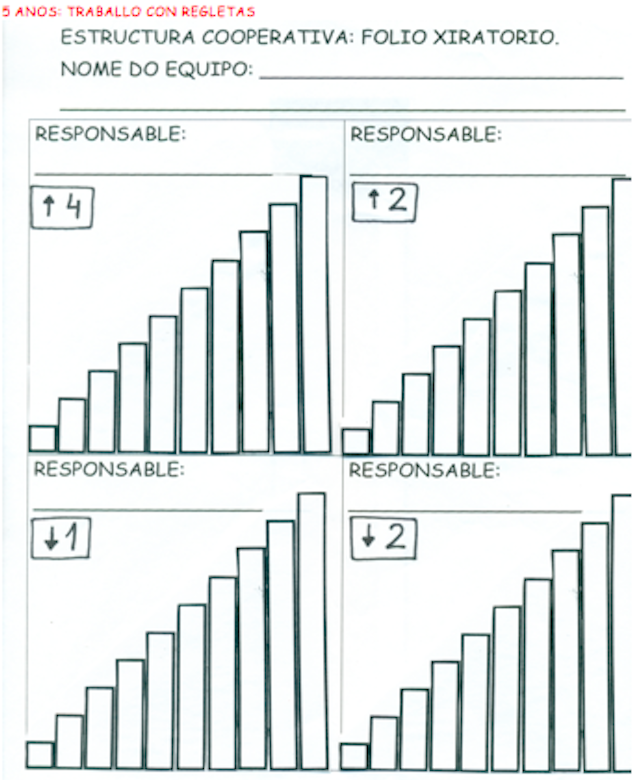 5 ANOS: TRABALLO CON REGLETAS
ESTRUCTURA COOPERATIVA: FOLIO XIRATORIO.
NOME DO EQUIPO:
RESPONSABLE:
RESPONSABLE:
↑ 4
↑ 2
RESPONSABLE:
RESPONSABLE:
↓ 1
↓ 2